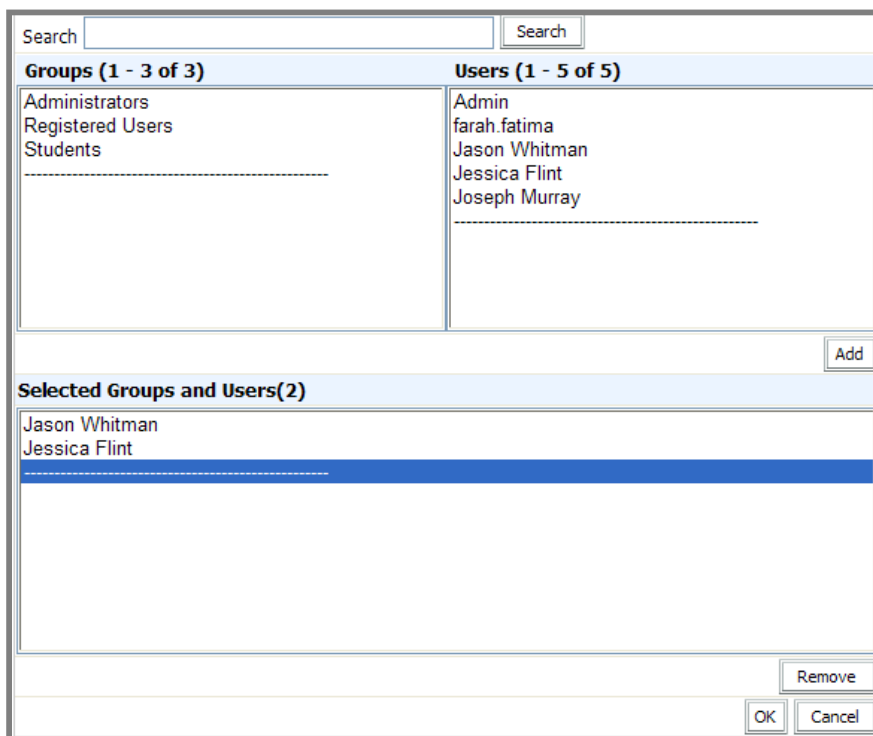 Search Search
Groups (1 - 3 of 3)
Administrators
Registered Users
Students
---------------------------------------------------
Users (1 - 5 of 5)
Admin
farah.fatima
Jason Whitman
Jessica Flint
Joseph Murray
---------------------------------------------------
Add
Selected Groups and Users(2)
Jason Whitman
Jessica Flint
---------------------------------------------------
Remove
OK Cancel